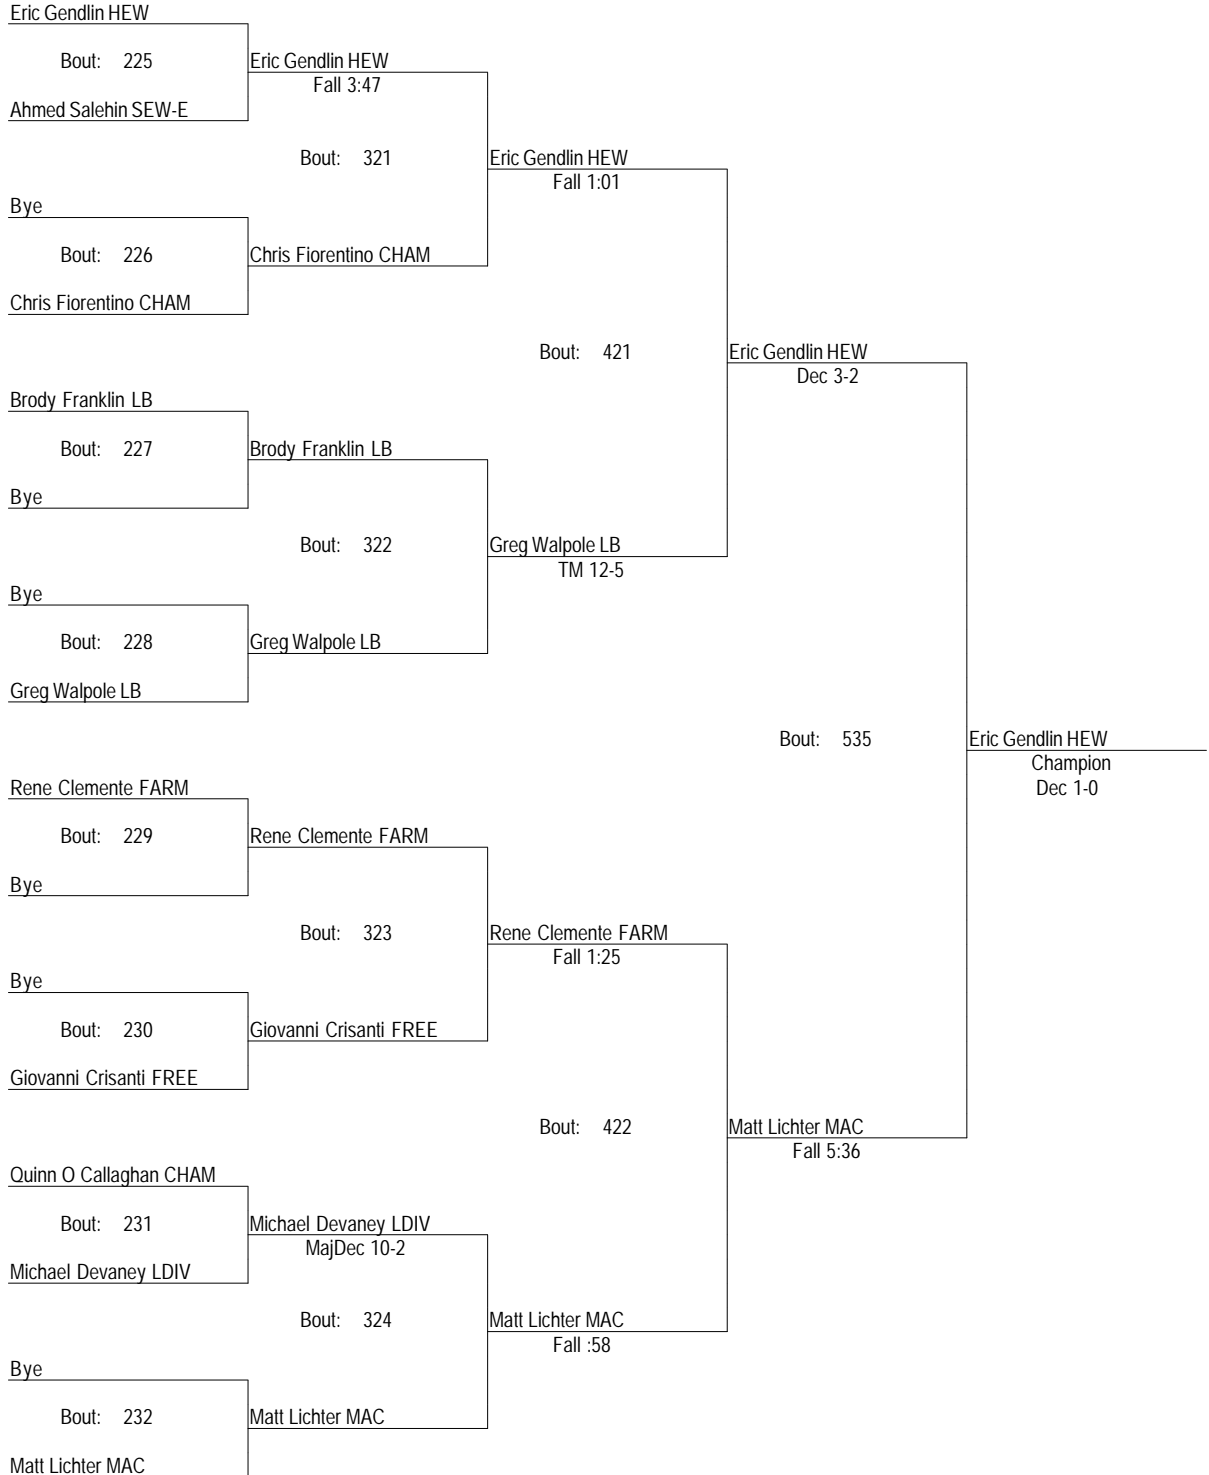 Eric Gendlin HEW
Bout: 225 Eric Gendlin HEW
Fall 3:47
Ahmed Salehin SEW-E
Bout: 321 Eric Gendlin HEW
Fall 1:01
Bye
Bout: 226 Chris Fiorentino CHAM
Chris Fiorentino CHAM
Bout: 421 Eric Gendlin HEW
Dec 3-2
Brody Franklin LB
Bout: 227 Brody Franklin LB
Bye
Bout: 322 Greg Walpole LB
TM 12-5
Bye
Bout: 228 Greg Walpole LB
Greg Walpole LB
Bout: 535 Eric Gendlin HEW
Champion
Dec 1-0
Rene Clemente FARM
Bout: 229 Rene Clemente FARM
Bye
Bout: 323 Rene Clemente FARM
Fall 1:25
Bye
Bout: 230 Giovanni Crisanti FREE
Giovanni Crisanti FREE
Bout: 422 Matt Lichter MAC
Fall 5:36
Quinn O Callaghan CHAM
Bout: 231 Michael Devaney LDIV
MajDec 10-2
Michael Devaney LDIV
Bout: 324 Matt Lichter MAC
Fall :58
Bye
Bout: 232 Matt Lichter MAC
Matt Lichter MAC